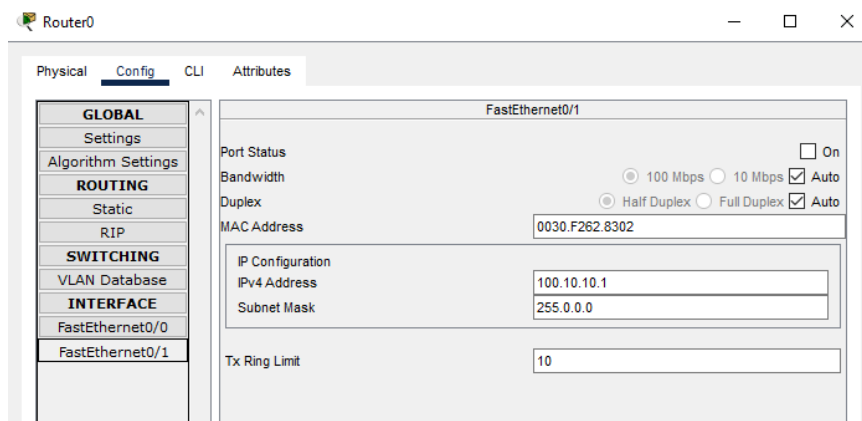 Router0
Physical Config CLI Attributes
GLOBAL
Settings
Algorithm Settings
ROUTING
Static
RIP
SWITCHING
VLAN Database
INTERFACE
FastEthernet0/0
FastEthernet0/1
FastEthernet0/1
Port Status On
Bandwidth 100 Mbps 10 Mbps Auto
Duplex Half Duplex Full Duplex Auto
MAC Address 0030.F262.8302
IP Configuration
IPv4 Address 100.10.10.1
Subnet Mask 255.0.0.0
Tx Ring Limit 10